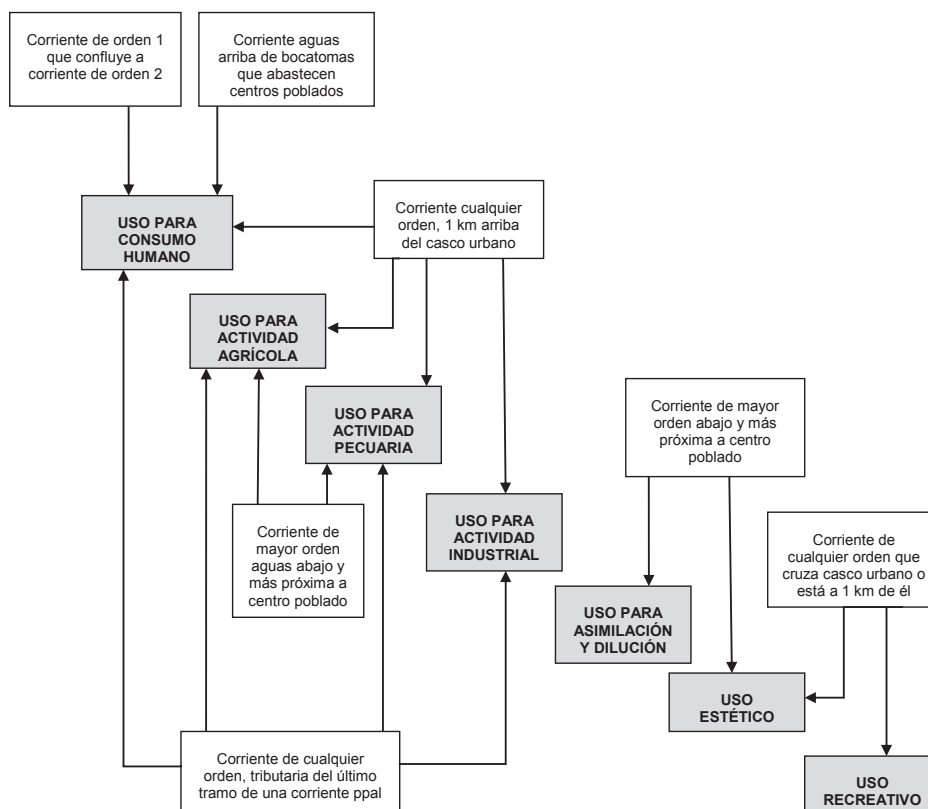 Corriente de orden 1
que confluye a
corriente de orden 2
Corriente aguas
arriba de bocatomas
que abastecen
centros poblados
USO PARA
CONSUMO
HUMANO
Corriente cualquier
orden, 1 km arriba
del casco urbano
USO PARA
ACTIVIDAD
AGRÍCOLA
USO PARA
ACTIVIDAD
PECUARIA
Corriente de mayor
orden abajo y más
próxima a centro
poblado
Corriente de
mayor orden
aguas abajo y
más próxima a
centro poblado
USO PARA
ACTIVIDAD
INDUSTRIAL
Corriente de
cualquier orden que
cruza casco urbano o
está a 1 km de él
USO PARA
ASIMILACIÓN
Y DILUCIÓN
USO
ESTÉTICO
Corriente de cualquier
orden, tributaria del último
tramo de una corriente ppal
USO
RECREATIVO